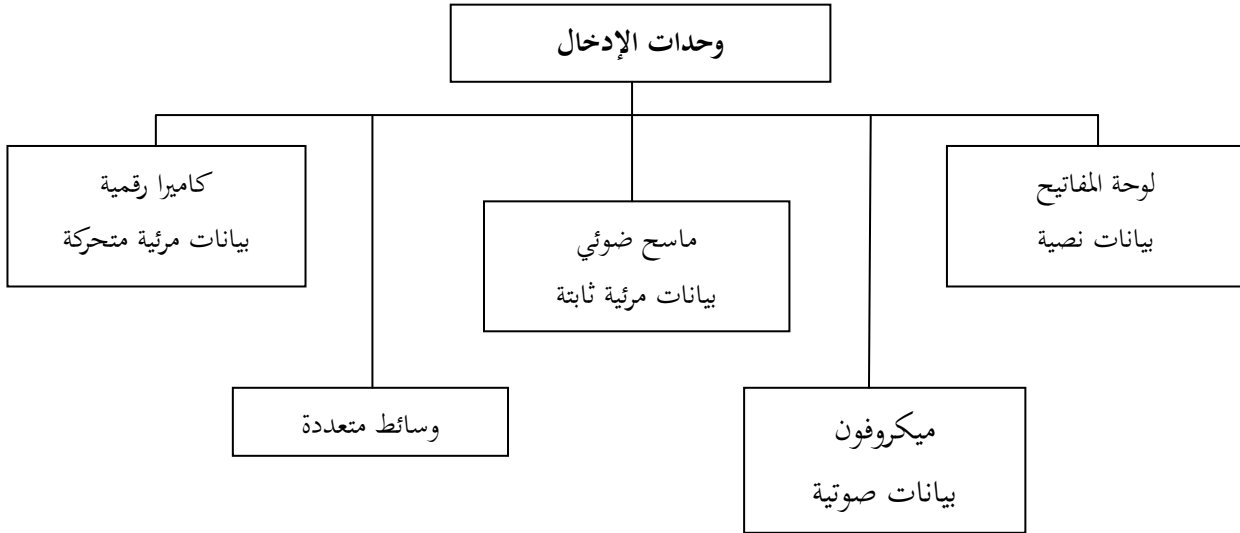 وحدات الإدخال
لوحة المفاتيح
بيانات نصية
ماسح ضوئي
بيانات مرئية ثابتة
كاميرا رقمية
بيانات مرئية متحركة
ميكروفون
بيانات صوتية
وسائط متعددة